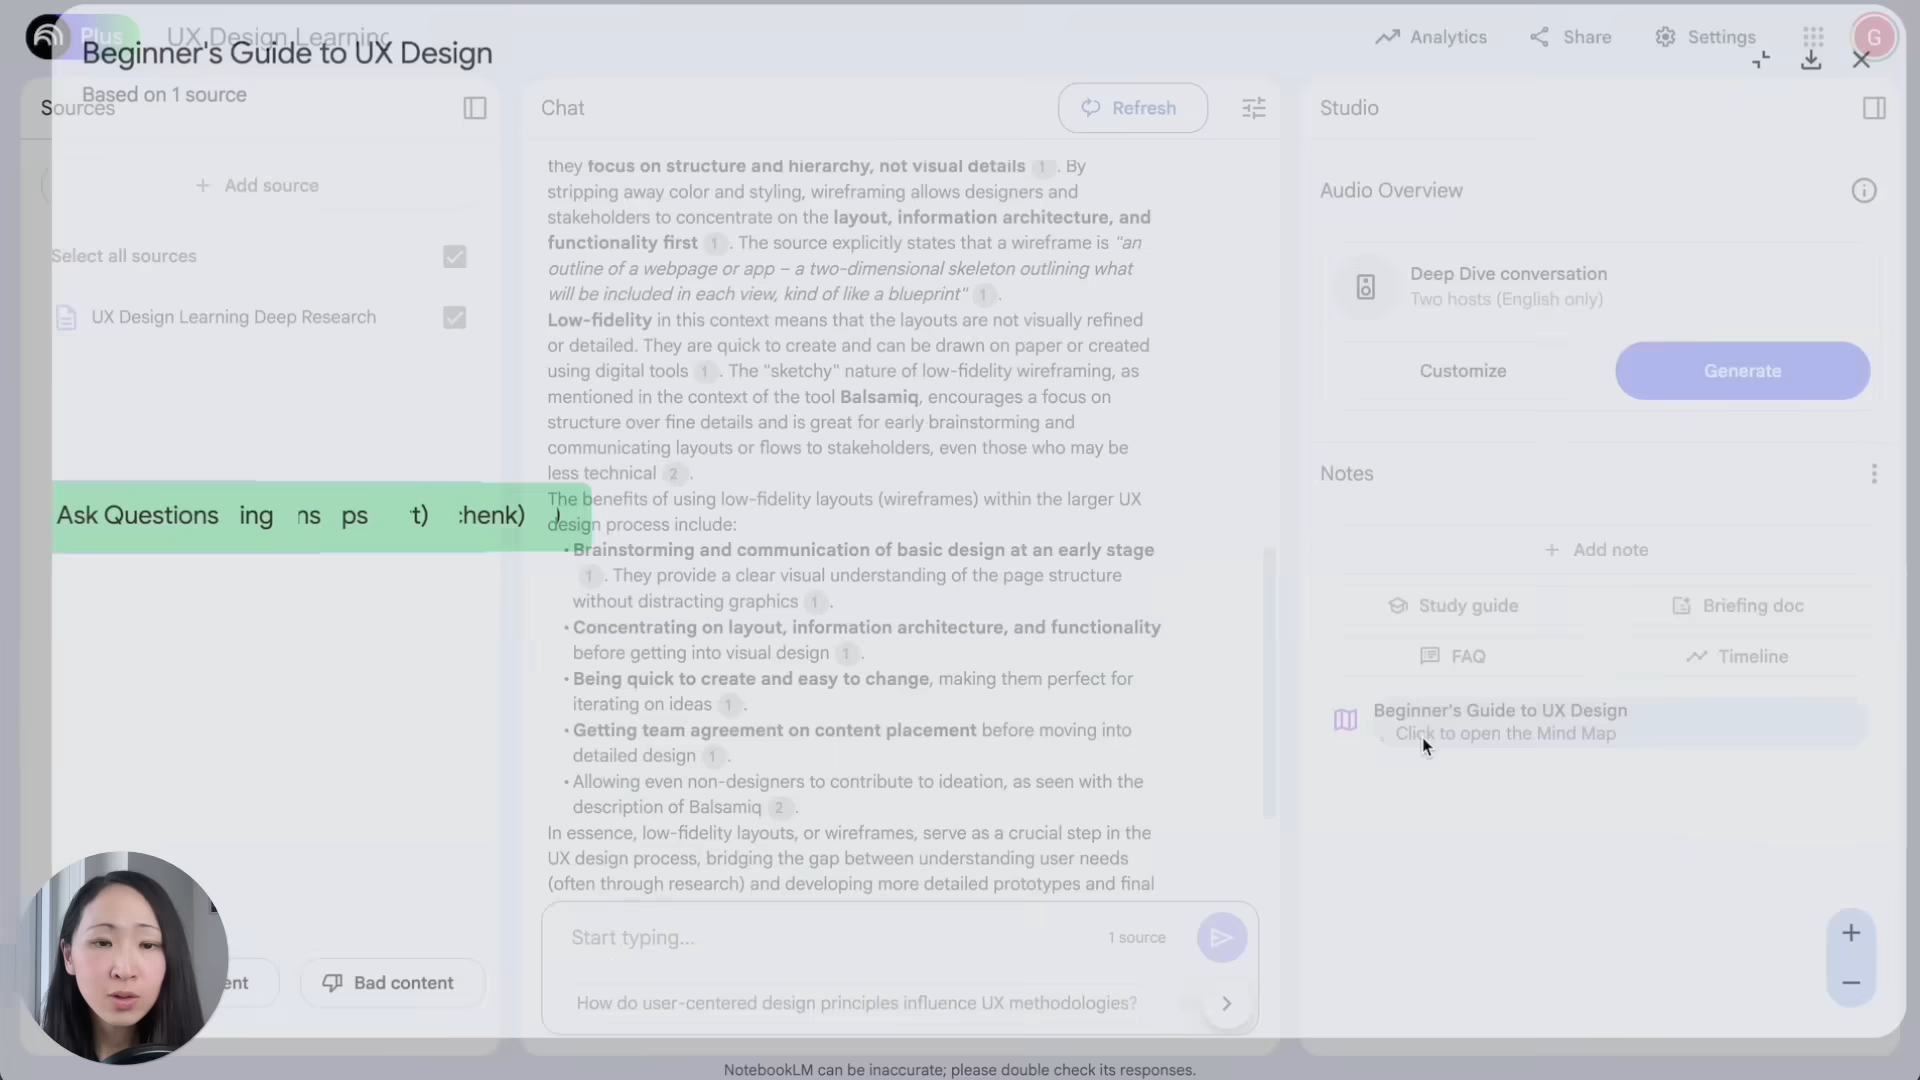 Plus
UX Design Learning
Beginner's Guide to UX Design
Based on 1 source
Analytics
Share
Settings
G
Sources
Add source
Select all sources
UX Design Learning Deep Research
Ask Questions ing ns ps t) :henk) )
ent
Bad content
Chat
Refresh
they focus on structure and hierarchy, not visual details 1 . By
stripping away color and styling, wireframing allows designers and
stakeholders to concentrate on the layout, information architecture, and
functionality first 1 . The source explicitly states that a wireframe is "an
outline of a webpage or app – a two-dimensional skeleton outlining what
will be included in each view, kind of like a blueprint" 1 .
Low-fidelity in this context means that the layouts are not visually refined
or detailed. They are quick to create and can be drawn on paper or created
using digital tools 1 . The "sketchy" nature of low-fidelity wireframing, as
mentioned in the context of the tool Balsamiq, encourages a focus on
structure over fine details and is great for early brainstorming and
communicating layouts or flows to stakeholders, even those who may be
less technical 2 .
The benefits of using low-fidelity layouts (wireframes) within the larger UX
design process include:
• Brainstorming and communication of basic design at an early stage
1 . They provide a clear visual understanding of the page structure
without distracting graphics 1 .
• Concentrating on layout, information architecture, and functionality
before getting into visual design 1 .
• Being quick to create and easy to change, making them perfect for
iterating on ideas 1 .
• Getting team agreement on content placement before moving into
detailed design 1 .
• Allowing even non-designers to contribute to ideation, as seen with the
description of Balsamiq 2 .
In essence, low-fidelity layouts, or wireframes, serve as a crucial step in the
UX design process, bridging the gap between understanding user needs
(often through research) and developing more detailed prototypes and final
Start typing...
1 source
How do user-centered design principles influence UX methodologies?
Studio
Audio Overview
Deep Dive conversation
Two hosts (English only)
Customize
Generate
Notes
Add note
Study guide
Briefing doc
FAQ
Timeline
Beginner's Guide to UX Design
Click to open the Mind Map
NotebookLM can be inaccurate; please double check its responses.